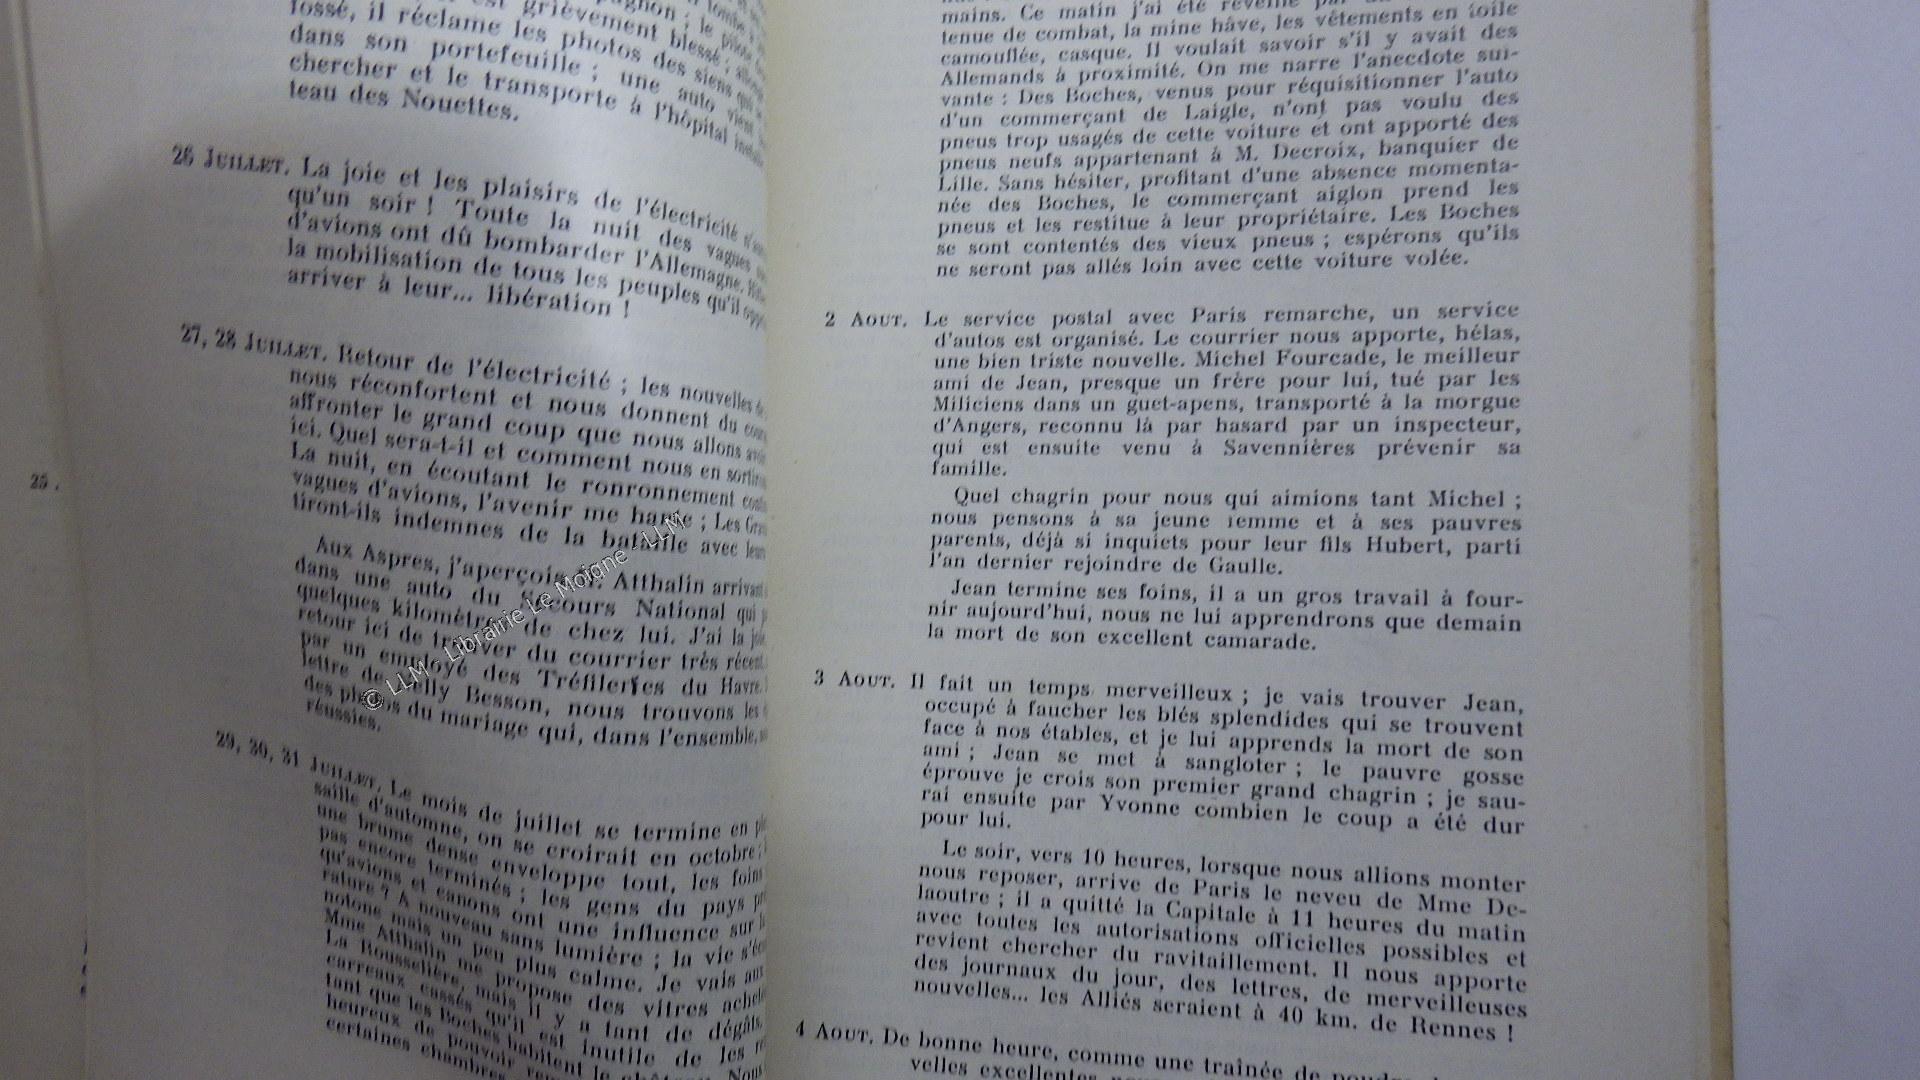 25.
est grièvement blessé ;
fossé, il réclame les photos des siens qui
dans son portefeuille ; une auto vient
chercher et le transporte à l'hôpital
teau des Nouettes.
26 JUILLET. La joie et les plaisirs de l'électricité
qu'un soir ! Toute la nuit des vagues
d'avions ont dû bombarder l'Allemagne.
la mobilisation de tous les peuples qu'il
arriver à leur... libération !
27, 28 JUILLET. Retour de l'électricité ; les nouvelles
nous réconfortent et nous donnent du
affronter le grand coup que nous allons
ici. Quel sera-t-il et comment nous en
La nuit, en écoutant le ronronnement
vagues d'avions, l'avenir me hante ; Les
tiront-ils indemnes de la bataille avec
Aux Aspres, j'aperçois Atthalin arrivant
dans une auto du Secours National qui
quelques kilomètres de chez lui. J'ai la
retour ici de trouver du courrier très récent,
par un employé des Tréfileries du Havre.
lettre de Besson, nous trouvons les
des photos du mariage qui, dans l'ensemble,
réussies.
29, 30, 31 JUILLET. Le mois de juillet se termine en
saille d'automne, on se croirait en octobre ;
une brume dense enveloppe tout, les foins
pas encore terminés ; les gens du pays
qu'avions et canons ont une influence sur
rature ? A nouveau sans lumière ; la vie
notone mais un peu plus calme. Je vais aux
Mme Atthalin me propose des vitres
La Rousselière, mais il y a tant de dégâts,
carreaux cassés qu'il est inutile de les
tant que les Boches habitent le château. Nous
heureux de pouvoir
certaines chambres
mains. Ce matin j'ai été réveillé par
tenue de combat, la mine hâve, les vêtements en toile
camouflée, casque. Il voulait savoir s'il y avait des
Allemands à proximité. On me narre l'anecdote sui-
vante : Des Boches, venus pour réquisitionner l'auto
d'un commerçant de Laigle, n'ont pas voulu des
pneus trop usagés de cette voiture et ont apporté des
pneus neufs appartenant à M. Decroix, banquier de
Lille. Sans hésiter, profitant d'une absence momenta-
née des Boches, le commerçant aiglon prend les
pneus et les restitue à leur propriétaire. Les Boches
se sont contentés des vieux pneus ; espérons qu'ils
ne seront pas allés loin avec cette voiture volée.
2 AOUT. Le service postal avec Paris remarche, un service
d'autos est organisé. Le courrier nous apporte, hélas,
une bien triste nouvelle. Michel Fourcade, le meilleur
ami de Jean, presque un frère pour lui, tué par les
Miliciens dans un guet-apens, transporté à la morgue
d'Angers, reconnu là par hasard par un inspecteur,
qui est ensuite venu à Savennières prévenir sa
famille.
Quel chagrin pour nous qui aimions tant Michel ;
nous pensons à sa jeune femme et à ses pauvres
parents, déjà si inquiets pour leur fils Hubert, parti
l'an dernier rejoindre de Gaulle.
Jean termine ses foins, il a un gros travail à four-
nir aujourd'hui, nous ne lui apprendrons que demain
la mort de son excellent camarade.
3 AOUT. Il fait un temps merveilleux ; je vais trouver Jean,
occupé à faucher les blés splendides qui se trouvent
face à nos étables, et je lui apprends la mort de son
ami ; Jean se met à sangloter ; le pauvre gosse
éprouve je crois son premier grand chagrin ; je sau-
rai ensuite par Yvonne combien le coup a été dur
pour lui.
Le soir, vers 10 heures, lorsque nous allions monter
nous reposer, arrive de Paris le neveu de Mme De-
laoutre ; il a quitté la Capitale à 11 heures du matin
avec toutes les autorisations officielles possibles et
revient chercher du ravitaillement. Il nous apporte
des journaux du jour, des lettres, de merveilleuses
nouvelles... les Alliés seraient à 40 km. de Rennes !
4 AOUT. De bonne heure, comme une traînée de
velles excellentes
© LLM - Librairie Le Moigne - LLM